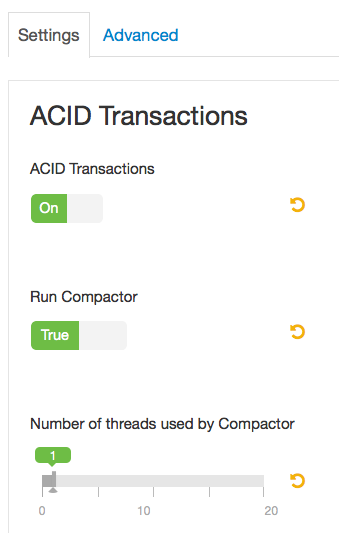 Settings Advanced
ACID Transactions
ACID Transactions
On
Run Compactor
True
Number of threads used by Compactor
1
0 10 20